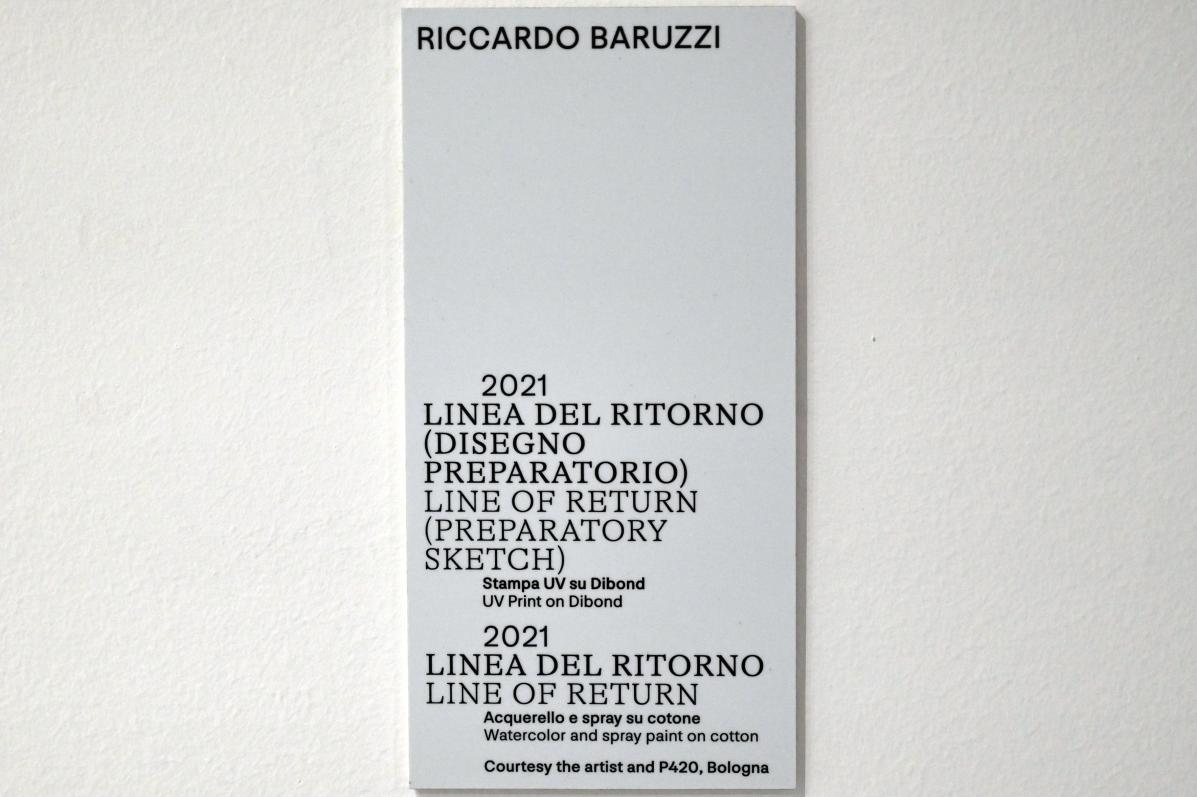 RICCARDO BARUZZI
2021
LINEA DEL RITORNO
(DISEGNO
PREPARATORIO)
LINE OF RETURN
(PREPARATORY
SKETCH)
Stampa UV su Dibond
UV Print on Dibond
2021
LINEA DEL RITORNO
LINE OF RETURN
Acquerello e spray su cotone
Watercolor and spray paint on cotton
Courtesy the artist and P420, Bologna